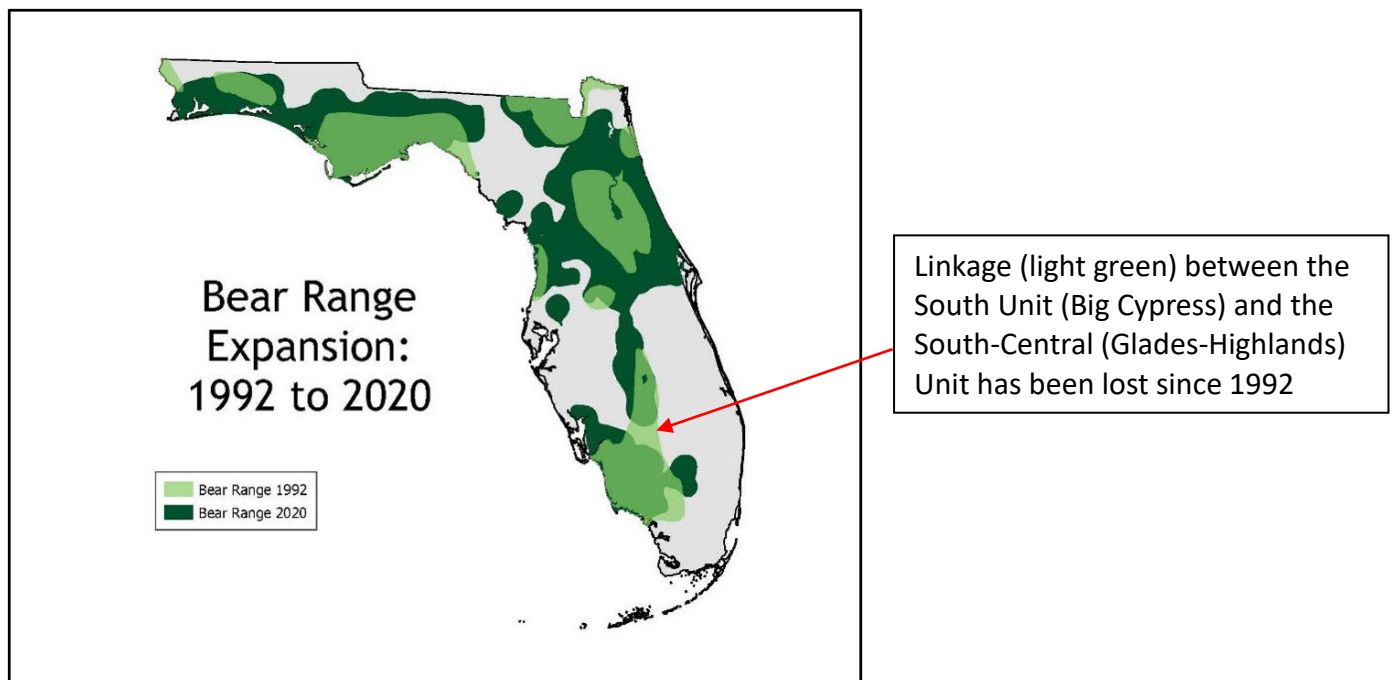 Bear Range
Expansion:
1992 to 2020
Bear Range 1992
Bear Range 2020
Linkage (light green) between the
South Unit (Big Cypress) and the
South-Central (Glades-Highlands)
Unit has been lost since 1992